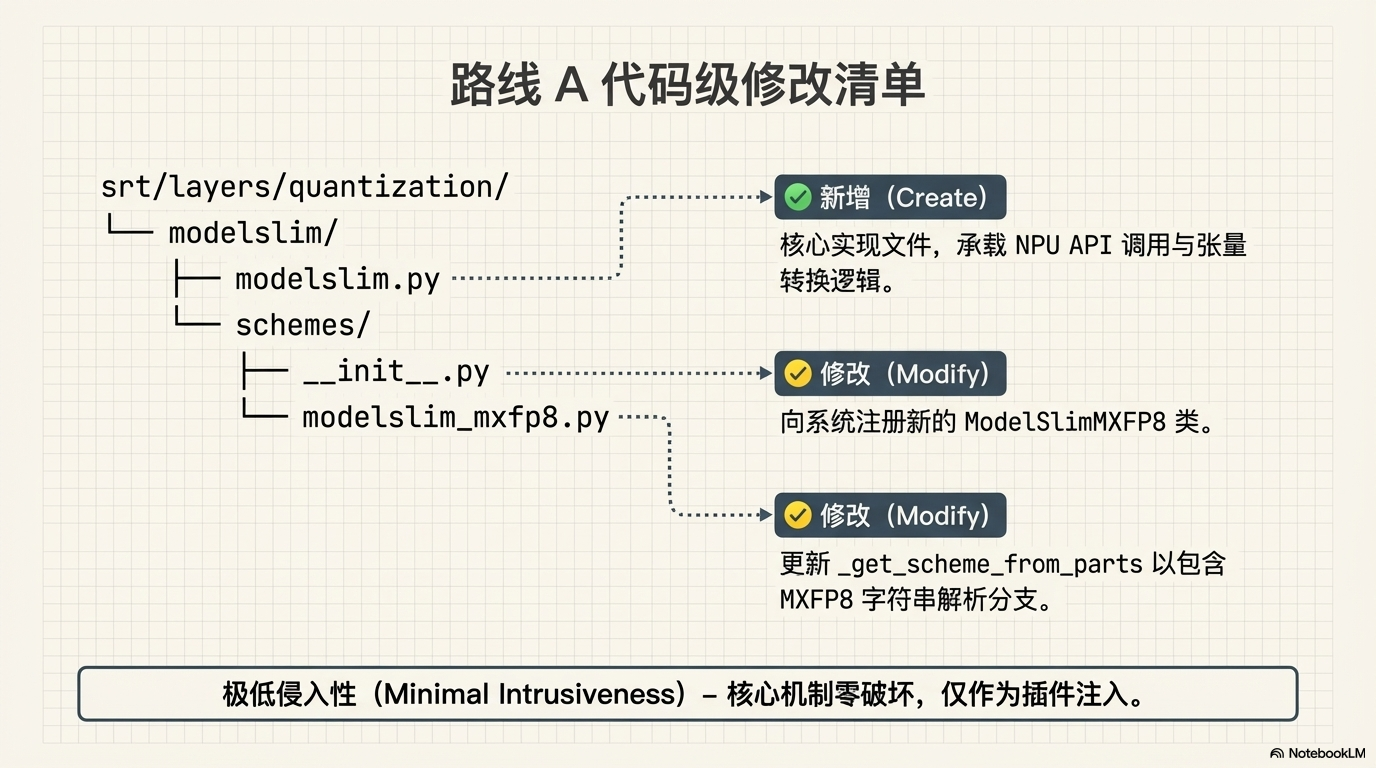 路线 A 代码级修改清单
srt/layers/quantization/
└── modelslim/
├── modelslim.py
└── schemes/
├── __init__.py
└── modelslim_mxfp8.py
新增（Create）
核心实现文件，承载 NPU API 调用与张量
转换逻辑。
修改（Modify）
向系统注册新的 ModelSlimMXFP8 类。
修改（Modify）
更新 _get_scheme_from_parts 以包含
MXFP8 字符串解析分支。
极低侵入性（Minimal Intrusiveness）– 核心机制零破坏，仅作为插件注入。
NotebookLM